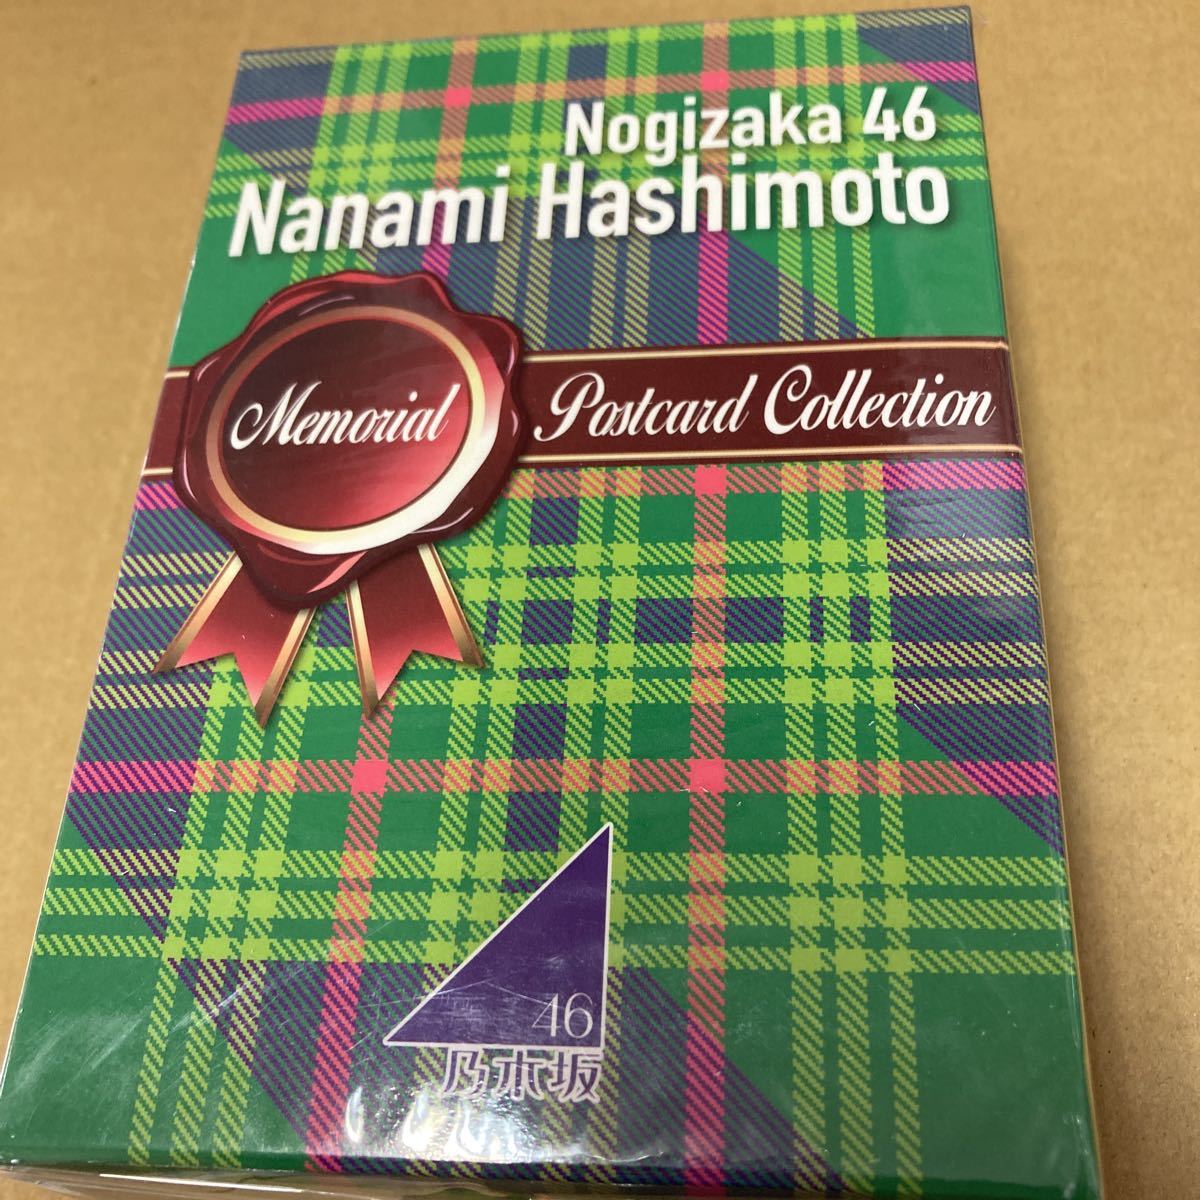 Nogizaka 46
Nanami Hashimoto
Memorial Postcard Collection
46
乃木坂